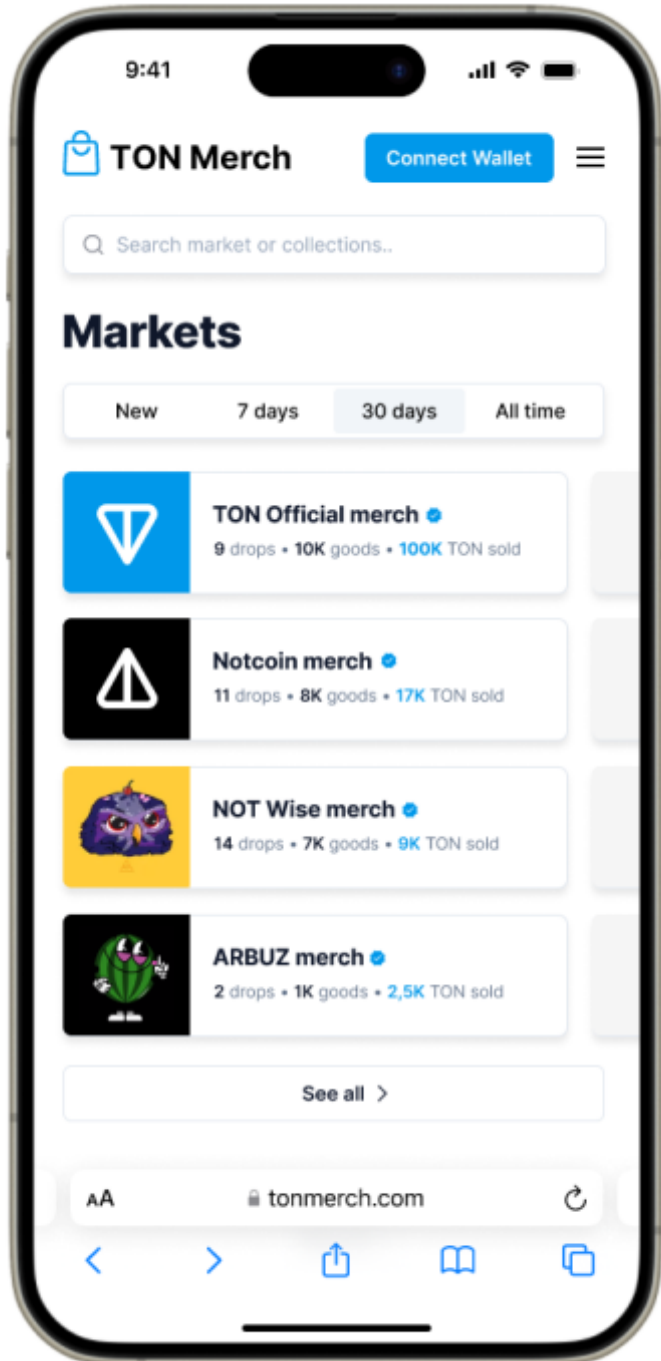 9:41
TON Merch
Connect Wallet
Search market or collections..
Markets
New 7 days 30 days All time
TON Official merch
9 drops • 10K goods • 100K TON sold
Notcoin merch
11 drops • 8K goods • 17K TON sold
NOT Wise merch
14 drops • 7K goods • 9K TON sold
ARBUZ merch
2 drops • 1K goods • 2,5K TON sold
See all >
AA tonmerch.com